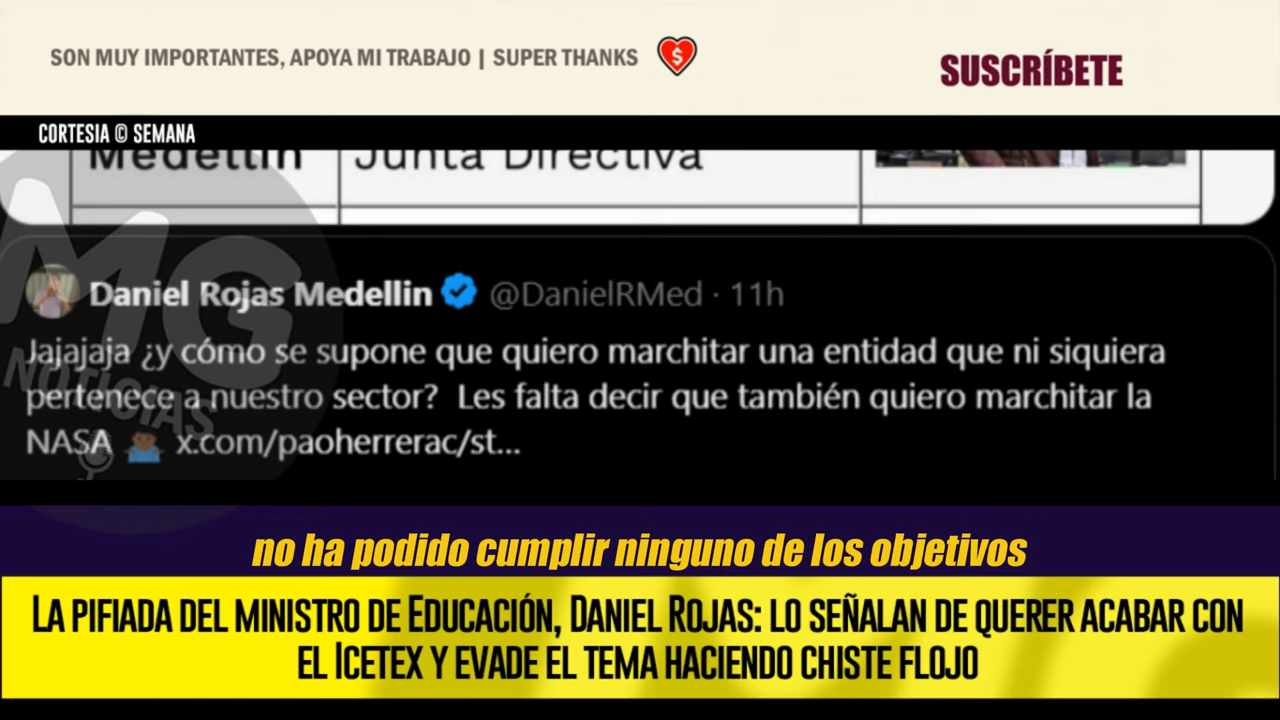 SON MUY IMPORTANTES, APOYA MI TRABAJO | SUPER THANKS
SUSCRÍBETE
CORTESIA © SEMANA
Medellín
Junta Directiva
Daniel Rojas Medellin @DanielRMed · 11h
Jajajaja ¿y cómo se supone que quiero marchitar una entidad que ni siquiera
pertenece a nuestro sector? Les falta decir que también quiero marchitar la
NASA x.com/paoherrerac/st...
MG
NOTICIAS
no ha podido cumplir ninguno de los objetivos
LA PIFIADA DEL MINISTRO DE EDUCACIÓN, DANIEL ROJAS: LO SEÑALAN DE QUERER ACABAR CON
EL ICETEX Y EVADE EL TEMA HACIENDO CHISTE FLOJO